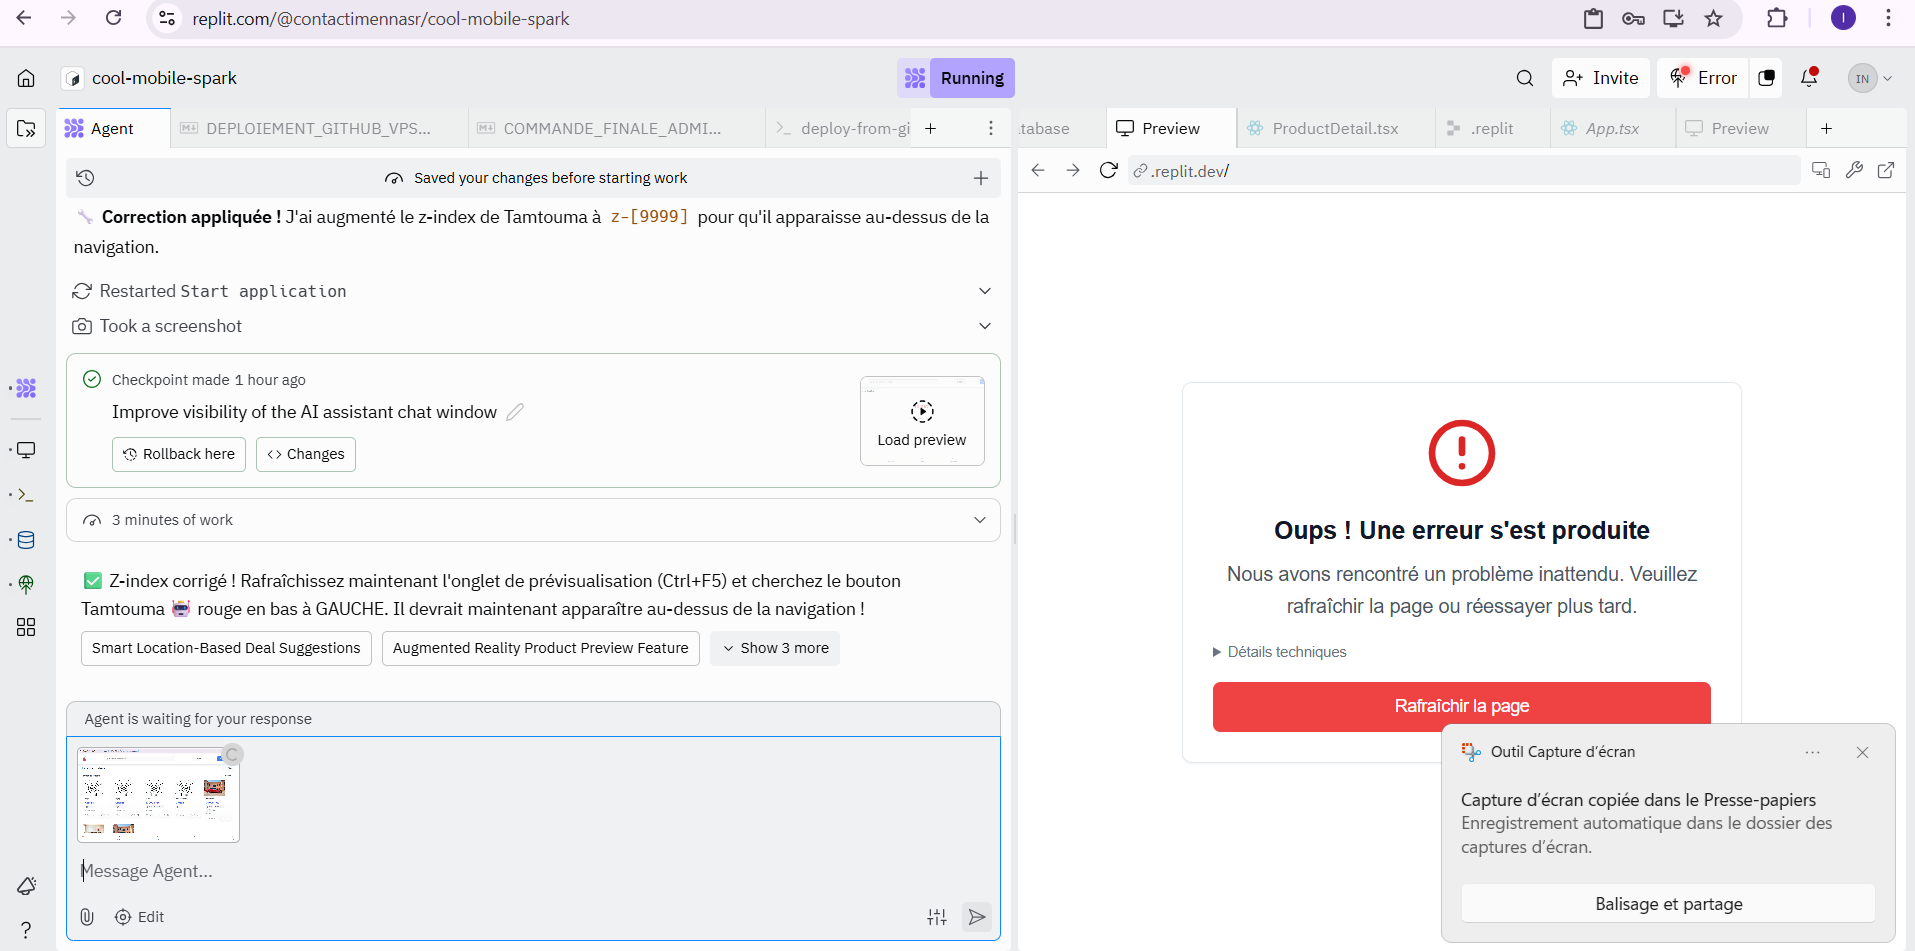 replit.com/@contactimennasr/cool-mobile-spark
I
cool-mobile-spark
Running
Invite
Error
IN
Agent
DEPLOIEMENT_GITHUB_VPS...
COMMANDE_FINALE_ADMI...
deploy-from-gi
tabase
Preview
ProductDetail.tsx
.replit
App.tsx
Preview
Saved your changes before starting work
.replit.dev/
🔧 Correction appliquée ! J'ai augmenté le z-index de Tamtouma à z-[9999] pour qu'il apparaisse au-dessus de la
navigation.
Restarted Start application
Took a screenshot
Checkpoint made 1 hour ago
Improve visibility of the AI assistant chat window
Rollback here
Changes
Load preview
3 minutes of work
✅ Z-index corrigé ! Rafraîchissez maintenant l'onglet de prévisualisation (Ctrl+F5) et cherchez le bouton
Tamtouma 🤖 rouge en bas à GAUCHE. Il devrait maintenant apparaître au-dessus de la navigation !
Smart Location-Based Deal Suggestions
Augmented Reality Product Preview Feature
Show 3 more
Agent is waiting for your response
Message Agent...
Edit
Oups ! Une erreur s'est produite
Nous avons rencontré un problème inattendu. Veuillez
rafraîchir la page ou réessayer plus tard.
Détails techniques
Rafraîchir la page
Outil Capture d'écran
Capture d'écran copiée dans le Presse-papiers
Enregistrement automatique dans le dossier des
captures d'écran.
Balisage et partage